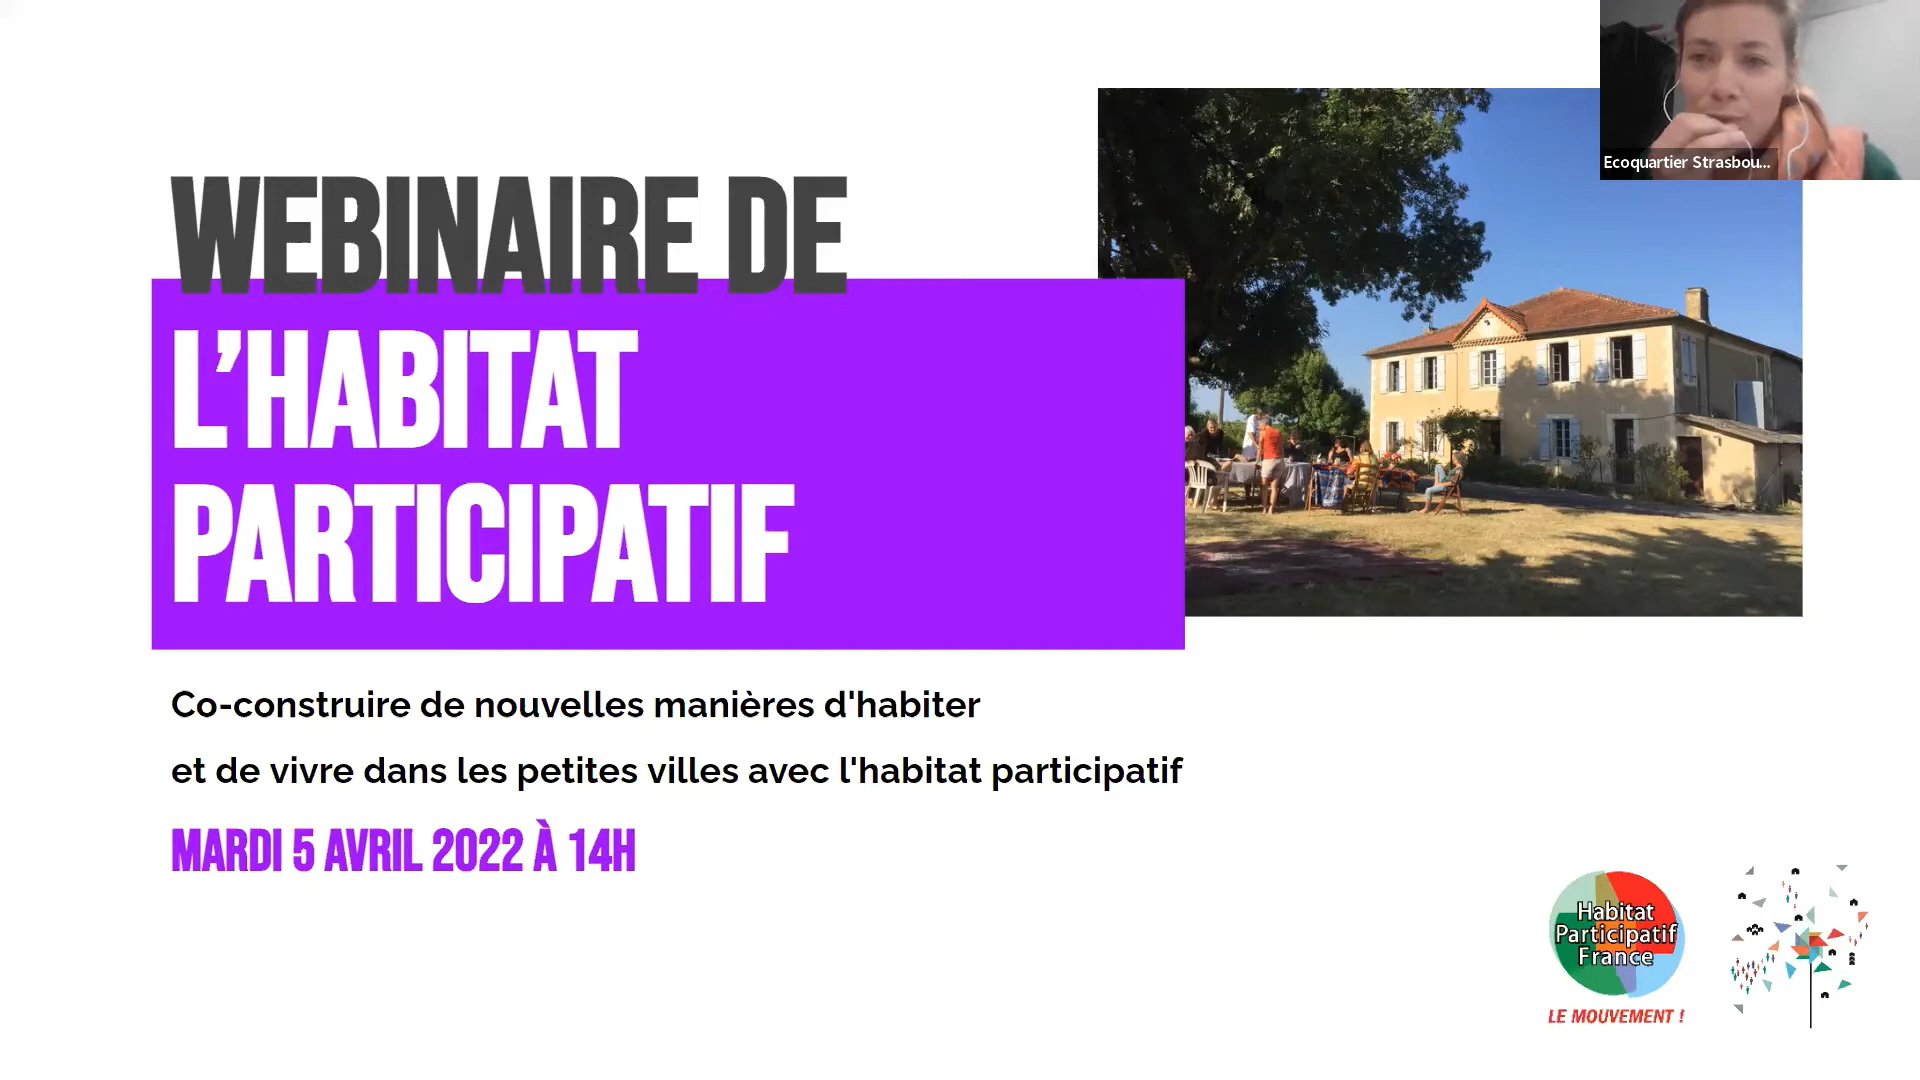 Ecoquartier Strasbou...
WEBINAIRE DE
L'HABITAT
PARTICIPATIF
Co-construire de nouvelles manières d'habiter
et de vivre dans les petites villes avec l'habitat participatif
MARDI 5 AVRIL 2022 À 14H
Habitat
Participatif
France
LE MOUVEMENT !